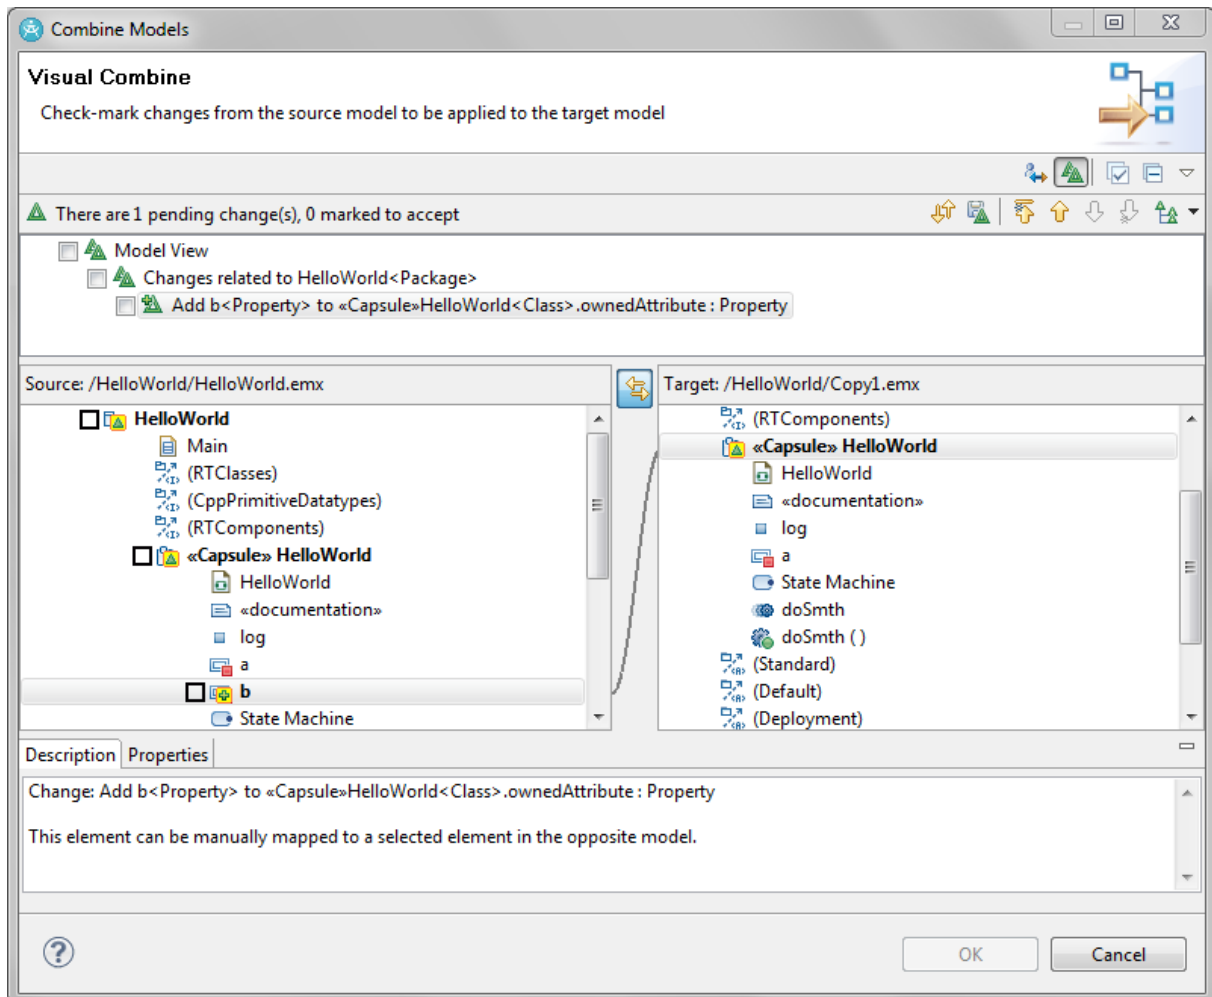 Combine Models
Visual Combine
Check-mark changes from the source model to be applied to the target model
There are 1 pending change(s), 0 marked to accept
Model View
Changes related to HelloWorld<Package>
Add b<Property> to «Capsule»HelloWorld<Class>.ownedAttribute : Property
Source: /HelloWorld/HelloWorld.emx
HelloWorld
Main
(RTClasses)
(CppPrimitiveDatatypes)
(RTComponents)
«Capsule» HelloWorld
HelloWorld
«documentation»
log
a
b
State Machine
Target: /HelloWorld/Copy1.emx
(RTComponents)
«Capsule» HelloWorld
HelloWorld
«documentation»
log
a
State Machine
doSmth
doSmth ( )
(Standard)
(Default)
(Deployment)
Description Properties
Change: Add b<Property> to «Capsule»HelloWorld<Class>.ownedAttribute : Property
This element can be manually mapped to a selected element in the opposite model.
OK Cancel